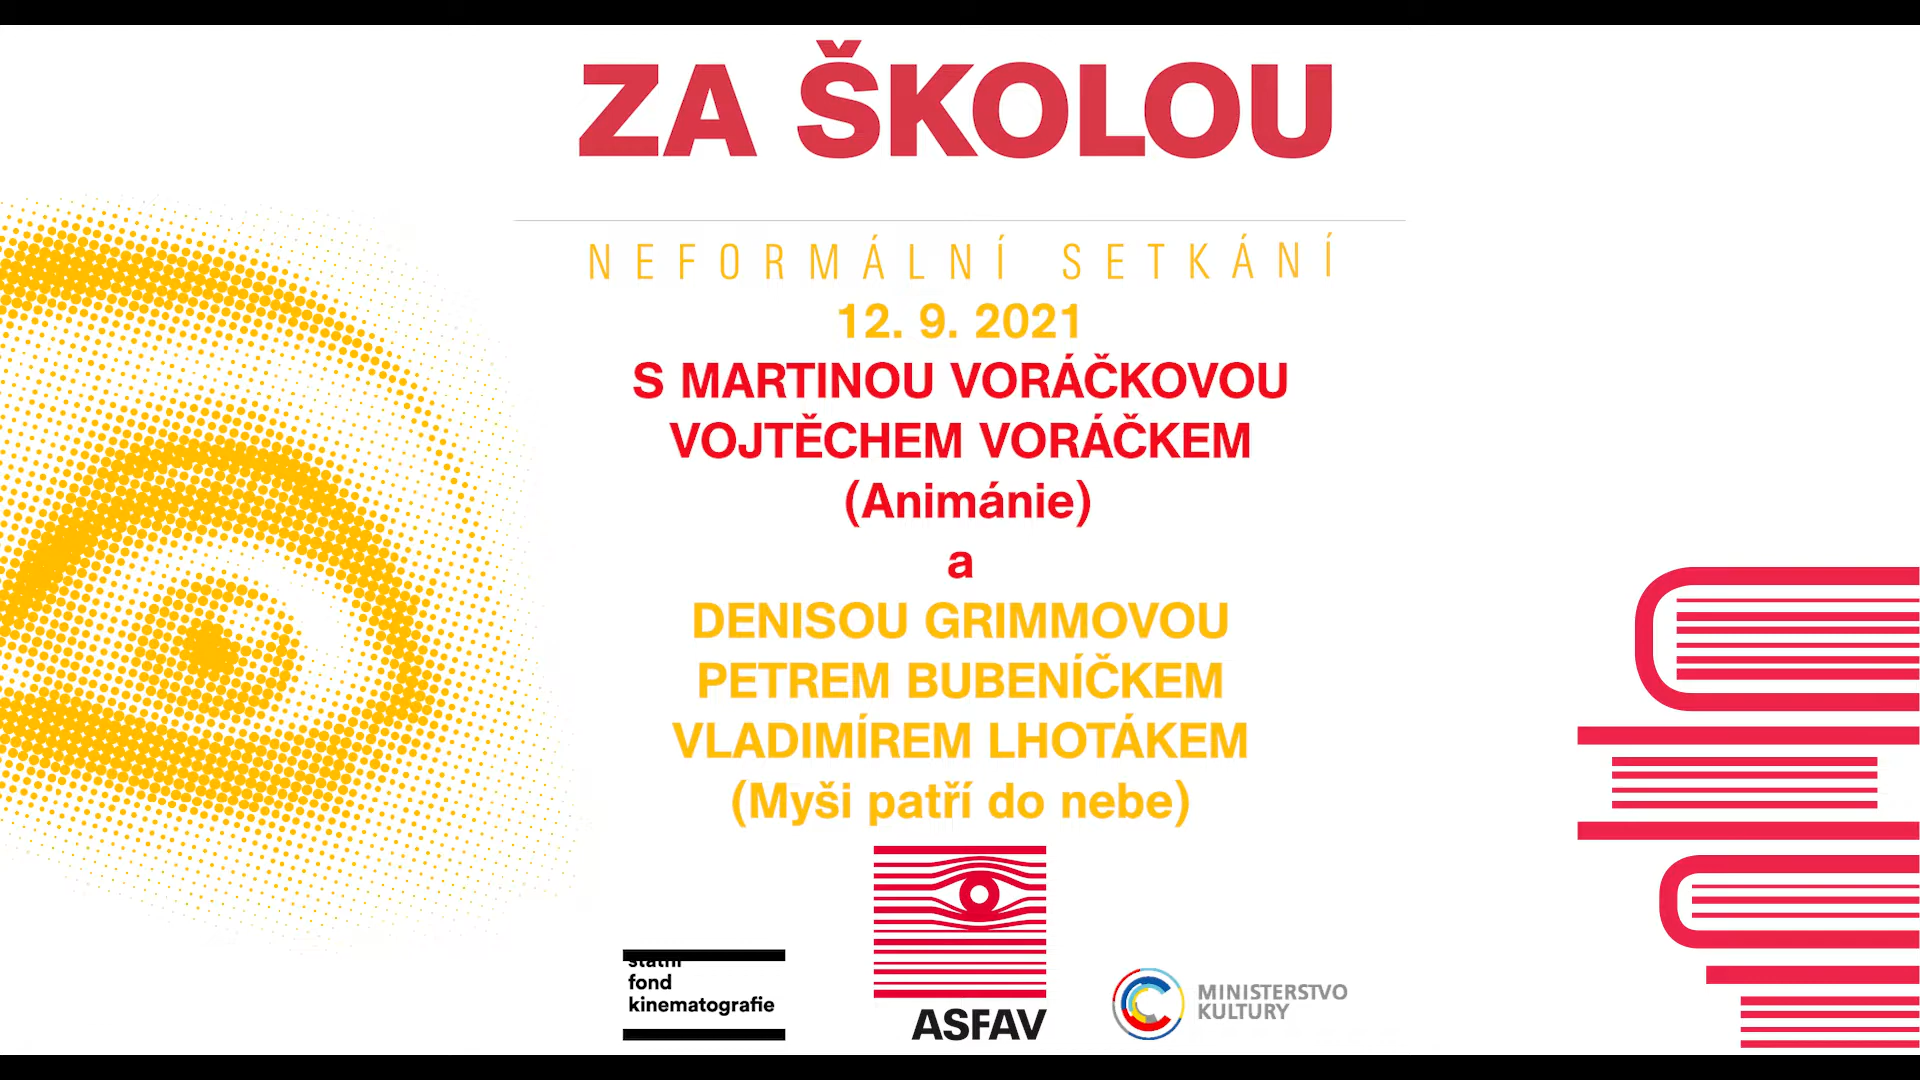 ZA ŠKOLOU
NEFORMÁLNÍ SETKÁNÍ
12. 9. 2021
S MARTINOU VORÁČKOVOU
VOJTĚCHEM VORÁČKEM
(Animánie)
a
DENISOU GRIMMOVOU
PETREM BUBENÍČKEM
VLADIMÍREM LHOTÁKEM
(Myši patří do nebe)
státní
fond
kinematografie
ASFAV
MINISTERSTVO
KULTURY